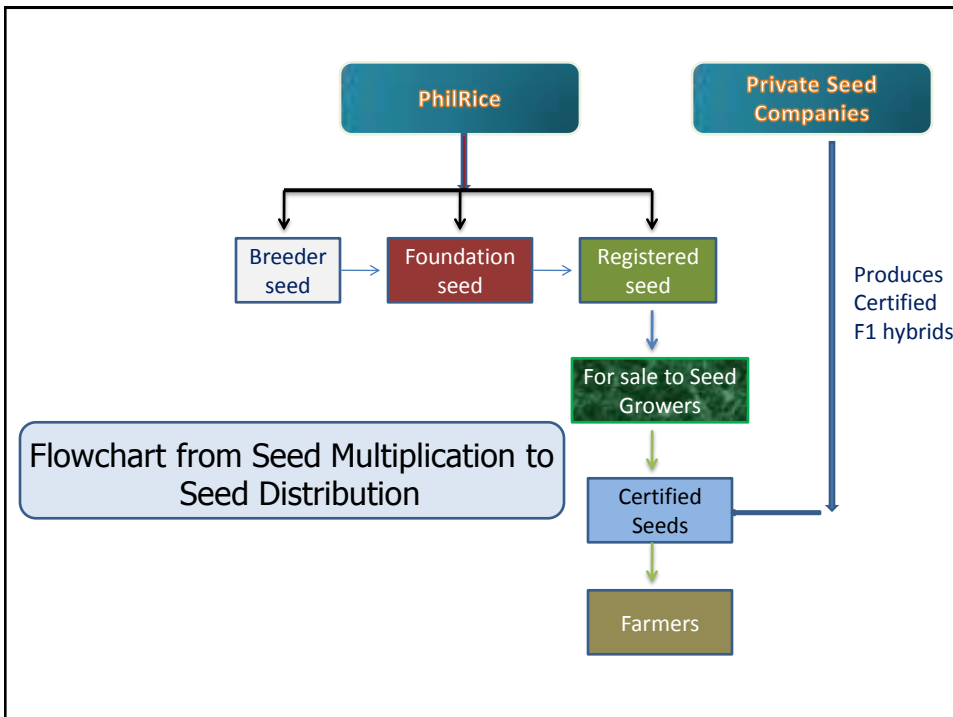 PhilRice
Private Seed
Companies
Breeder
seed
Foundation
seed
Registered
seed
Produces
Certified
F1 hybrids
For sale to Seed
Growers
Flowchart from Seed Multiplication to
Seed Distribution
Certified
Seeds
Farmers